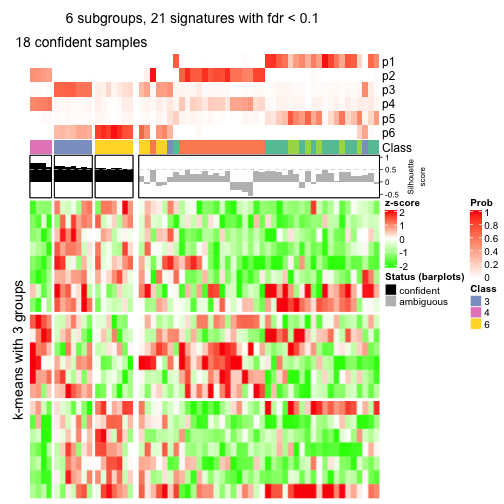 6 subgroups, 21 signatures with fdr < 0.1
18 confident samples
p1
p2
p3
p4
p5
p6
Class
1
0.5
0
-0.5
Silhouette
score
k-means with 3 groups
z-score
2
1
0
-1
-2
Status (barplots)
confident
ambiguous
Prob
1
0.8
0.6
0.4
0.2
0
Class
3
4
6